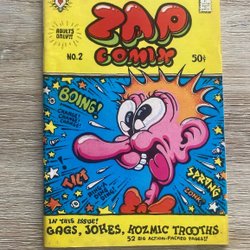 ADULTS
ONLY!!
ZAP
COMIX
NO. 2
50¢
BOING!
TILT
SPRONG
IN THIS ISSUE!
GAGS, JOKES, KOZMIC TROOTHS.
52 BIG ACTION-PACKED PAGES!!